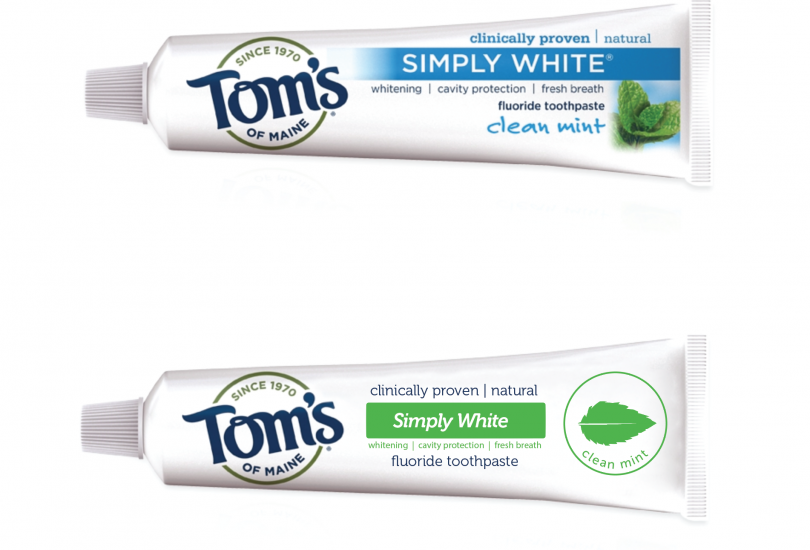 SINCE 1970
Tom's
OF MAINE
clinically proven | natural
SIMPLY WHITE®
whitening | cavity protection | fresh breath
fluoride toothpaste
clean mint
SINCE 1970
Tom's
OF MAINE
clinically proven | natural
Simply White
whitening | cavity protection | fresh breath
fluoride toothpaste
clean mint